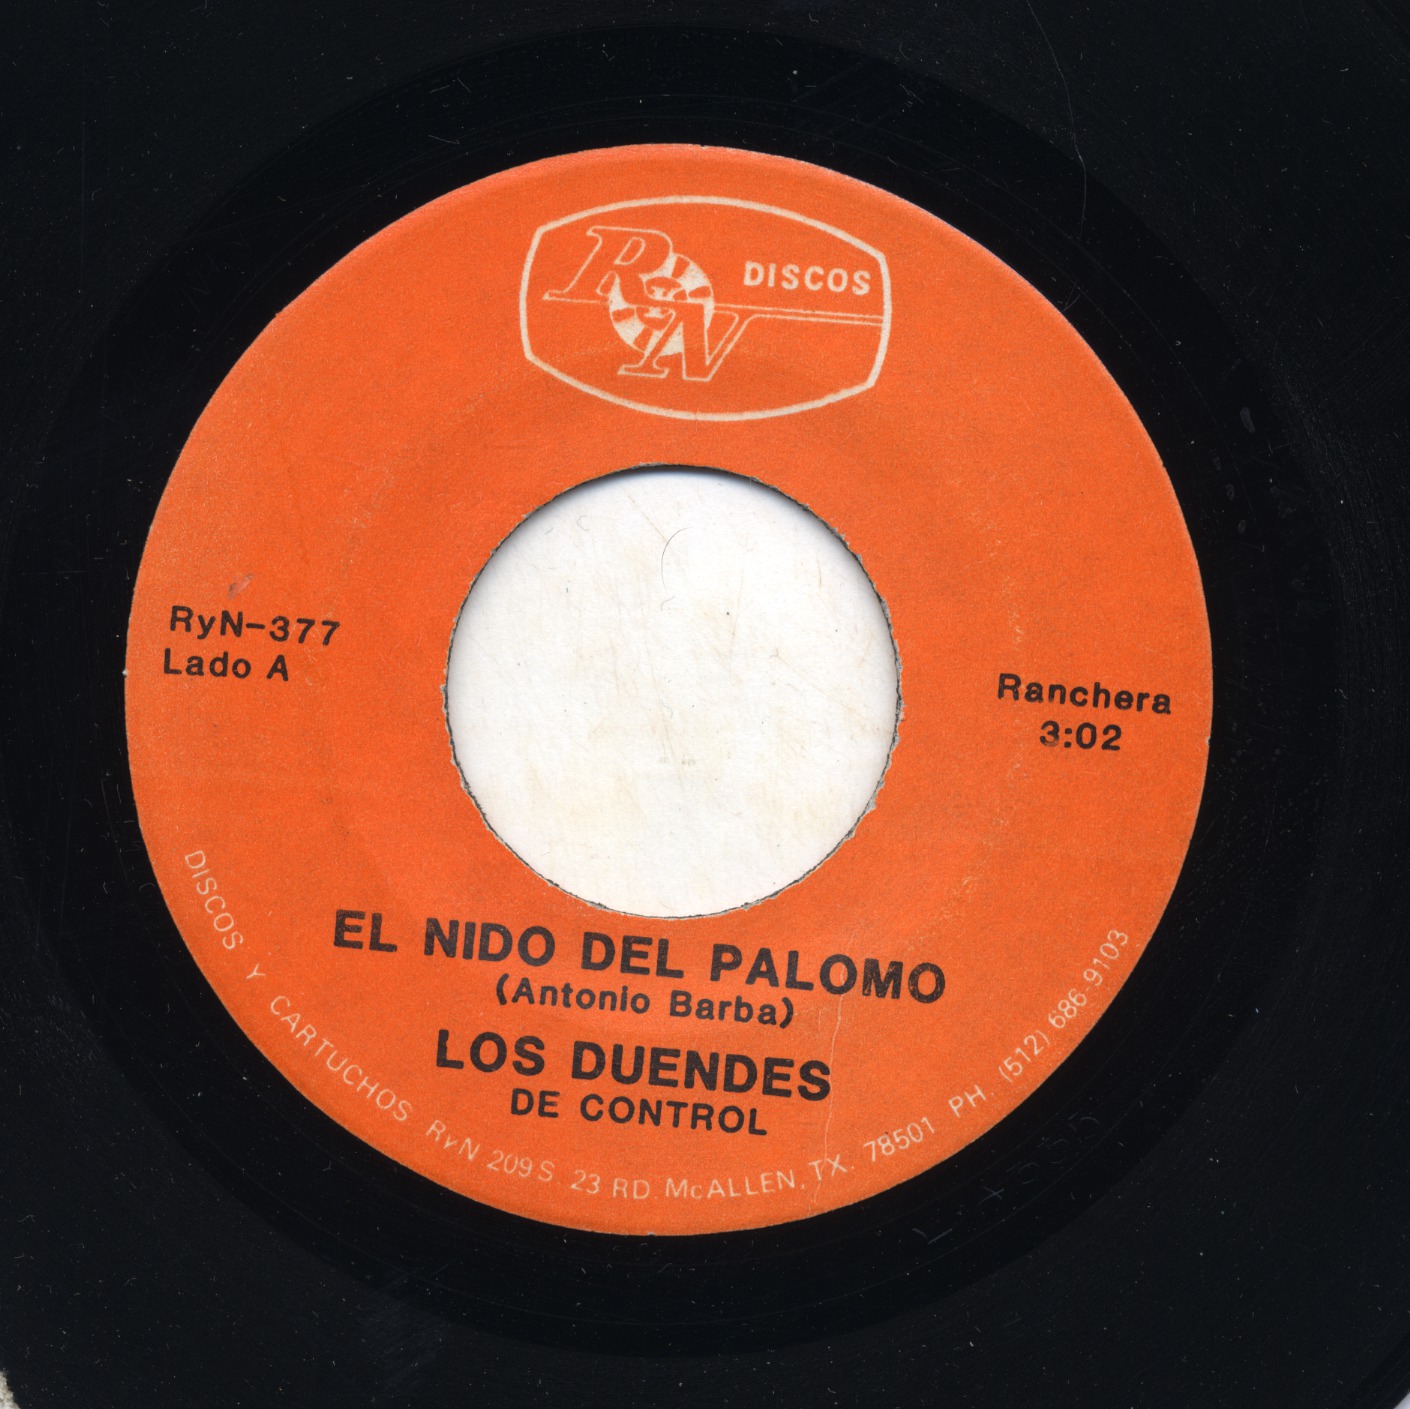 RyN DISCOS
RyN-377
Lado A
Ranchera
3:02
EL NIDO DEL PALOMO
(Antonio Barba)
LOS DUENDES
DE CONTROL
DISCOS Y CARTUCHOS RyN 209 S. 23 RD. McALLEN, TX. 78501 PH. (512) 686-9103